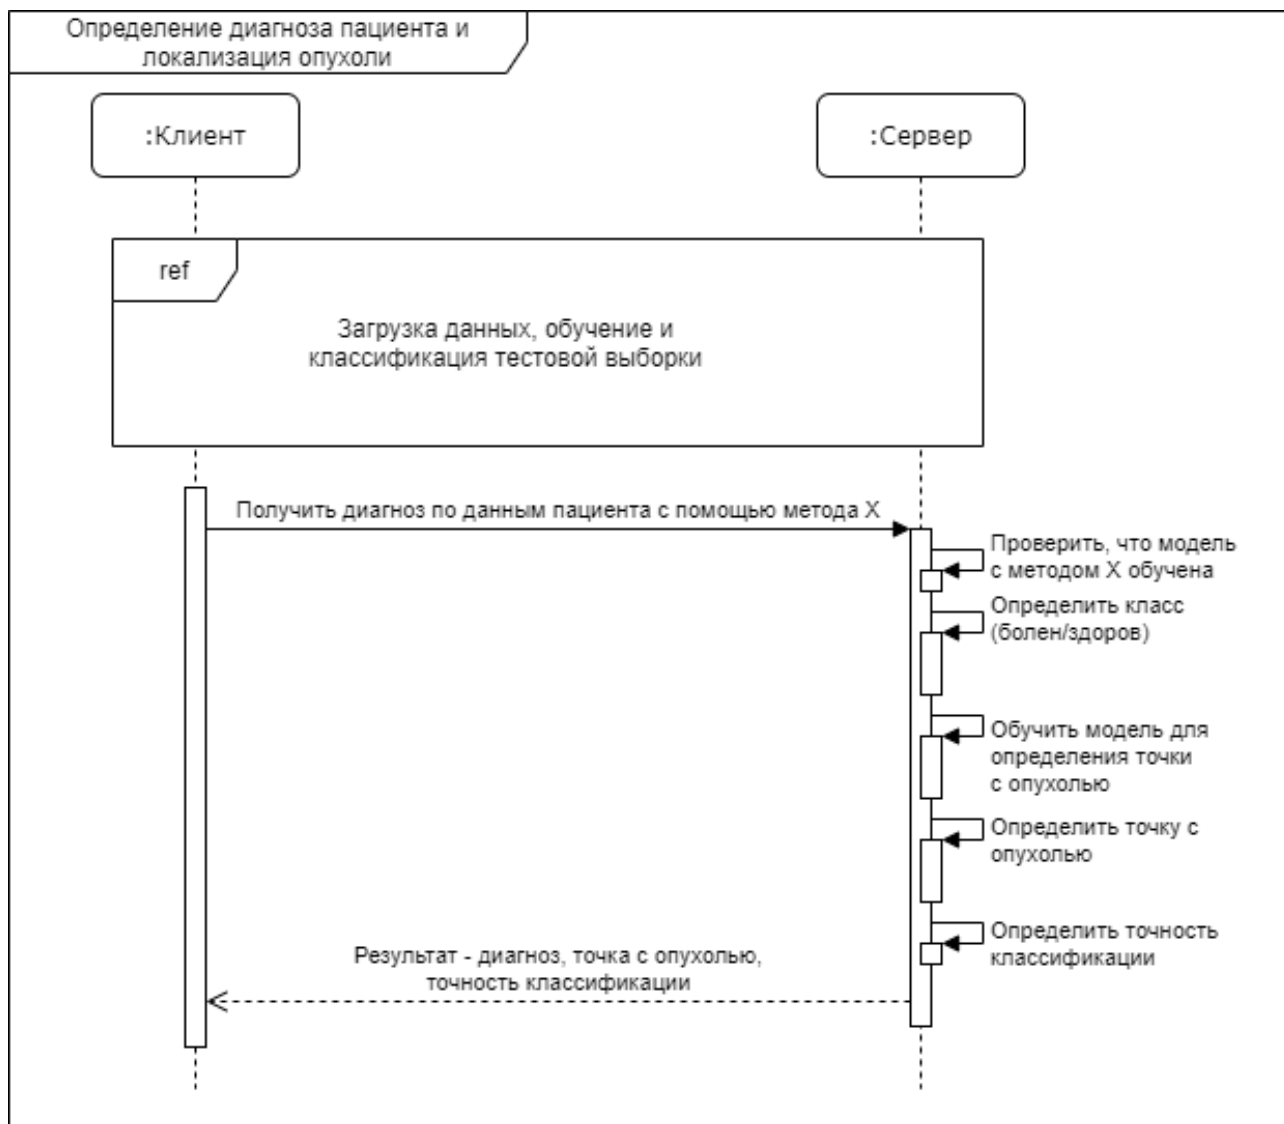 Определение диагноза пациента и
локализация опухоли
:Клиент
:Сервер
ref
Загрузка данных, обучение и
классификация тестовой выборки
Получить диагноз по данным пациента с помощью метода X
Проверить, что модель
с методом X обучена
Определить класс
(болен/здоров)
Обучить модель для
определения точки
с опухолью
Определить точку с
опухолью
Определить точность
классификации
Результат - диагноз, точка с опухолью,
точность классификации